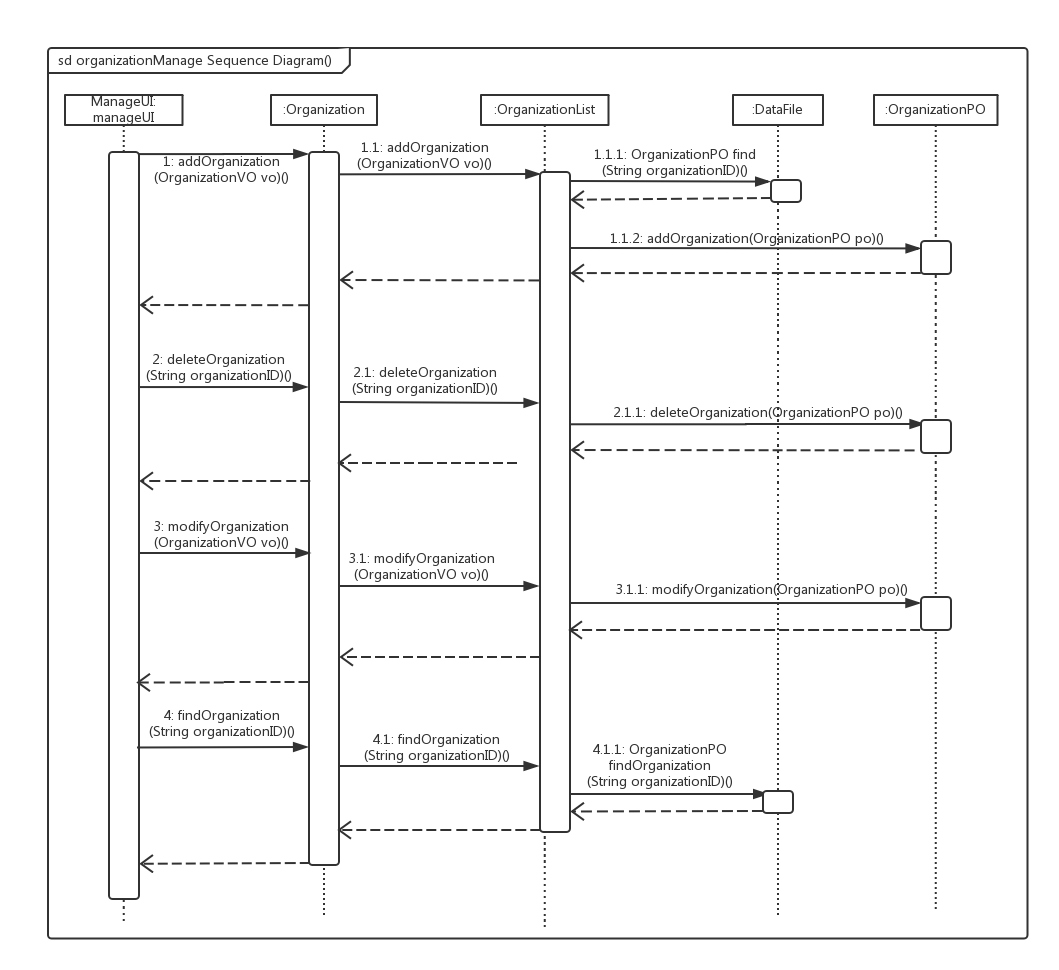 sd organizationManage Sequence Diagram()
ManageUI:
manageUI
:Organization
:OrganizationList
:DataFile
:OrganizationPO
1: addOrganization
(OrganizationVO vo)()
1.1: addOrganization
(OrganizationVO vo)()
1.1.1: OrganizationPO find
(String organizationID)()
1.1.2: addOrganization(OrganizationPO po)()
2: deleteOrganization
(String organizationID)()
2.1: deleteOrganization
(String organizationID)()
2.1.1: deleteOrganization(OrganizationPO po)()
3: modifyOrganization
(OrganizationVO vo)()
3.1: modifyOrganization
(OrganizationVO vo)()
3.1.1: modifyOrganization(OrganizationPO po)()
4: findOrganization
(String organizationID)()
4.1: findOrganization
(String organizationID)()
4.1.1: OrganizationPO
findOrganization
(String organizationID)()